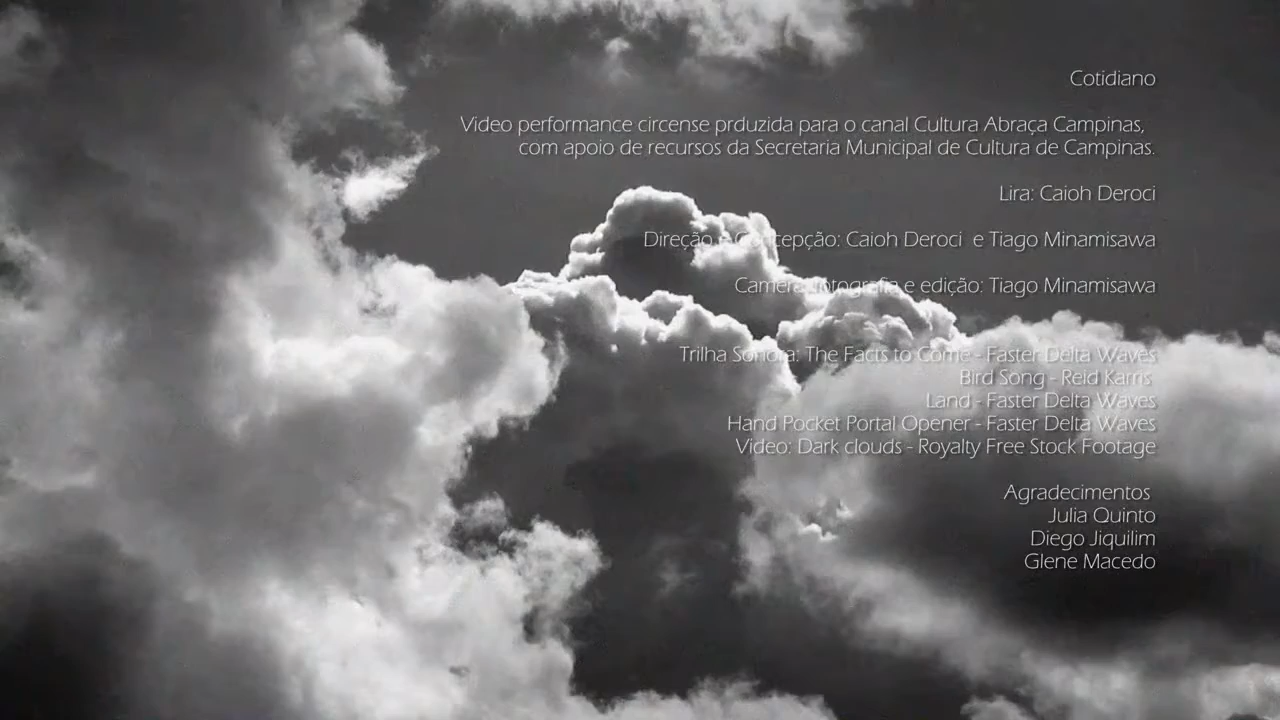 Cotidiano
Video performance circense prduzida para o canal Cultura Abraça Campinas,
com apoio de recursos da Secretaria Municipal de Cultura de Campinas.
Lira: Caioh Deroci
Direção e Concepção: Caioh Deroci e Tiago Minamisawa
Camera, fotografia e edição: Tiago Minamisawa
Trilha Sonora: The Facts to Come - Faster Delta Waves
Bird Song - Reid Karris
Land - Faster Delta Waves
Hand Pocket Portal Opener - Faster Delta Waves
Video: Dark clouds - Royalty Free Stock Footage
Agradecimentos
Julia Quinto
Diego Jiquilim
Glene Macedo